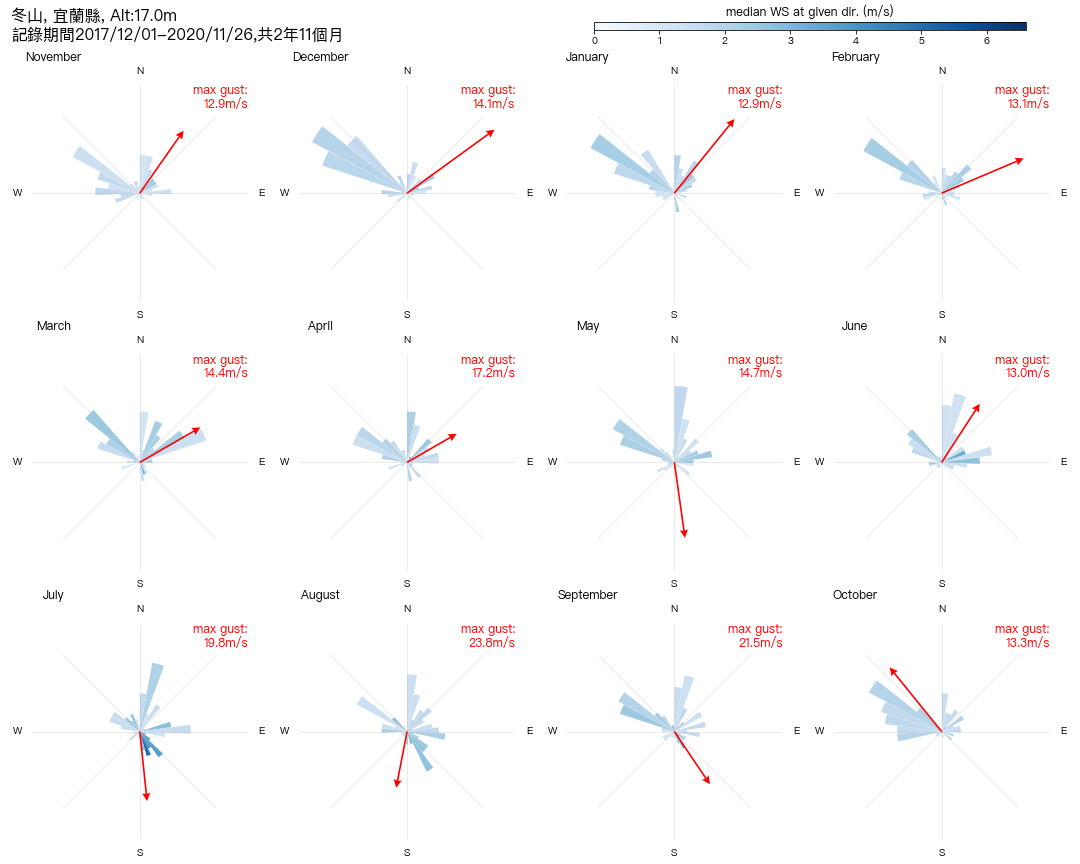 冬山, 宜蘭縣, Alt:17.0m
記錄期間2017/12/01−2020/11/26,共2年11個月
median WS at given dir. (m/s)
0 1 2 3 4 5 6
November
N
max gust:
12.9m/s
W
E
S
December
N
max gust:
14.1m/s
W
E
S
January
N
max gust:
12.9m/s
W
E
S
February
N
max gust:
13.1m/s
W
E
S
March
N
max gust:
14.4m/s
W
E
S
April
N
max gust:
17.2m/s
W
E
S
May
N
max gust:
14.7m/s
W
E
S
June
N
max gust:
13.0m/s
W
E
S
July
N
max gust:
19.8m/s
W
E
S
August
N
max gust:
23.8m/s
W
E
S
September
N
max gust:
21.5m/s
W
E
S
October
N
max gust:
13.3m/s
W
E
S